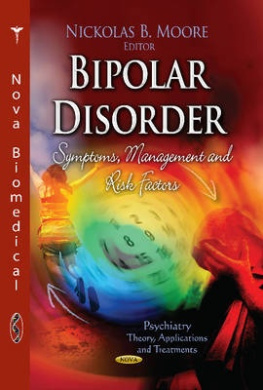 Nickolas B. Moore
Editor
Bipolar
Disorder
Symptoms, Management and
Risk Factors
Nova Biomedical
Psychiatry
Theory, Applications
and Treatments
NOVA